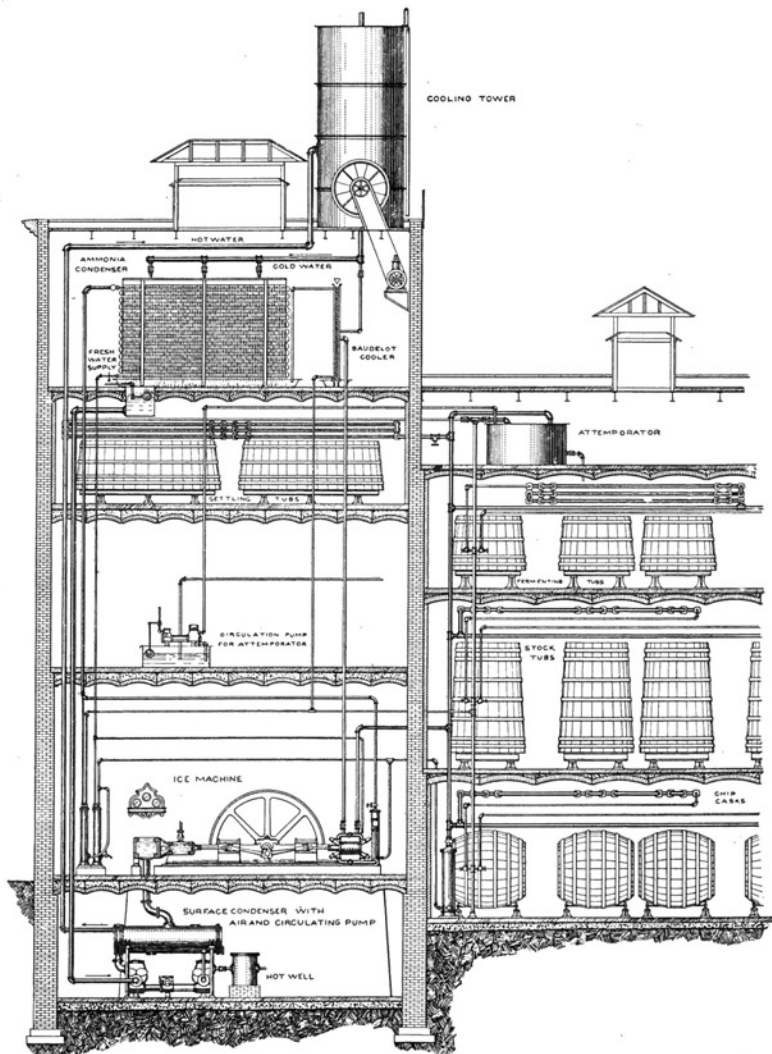 COOLING TOWER
HOT WATER
AMMONIA
CONDENSER
COLD WATER
FRESH
WATER
SUPPLY
BAUDELOT
COOLER
ATTEMPORATOR
SETTLING TUBS
FERMENTING TUBS
CIRCULATION PUMP
FOR ATTEMPORATOR
STOCK
TUBS
ICE MACHINE
CHIP
CASKS
SURFACE CONDENSER WITH
AIR AND CIRCULATING PUMP
HOT WELL